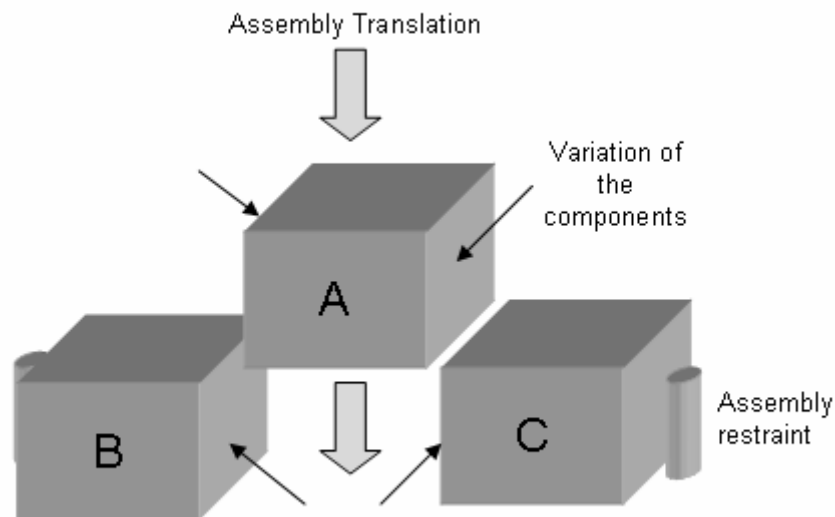 Assembly Translation
Variation of
the
components
A
B
C
Assembly
restraint